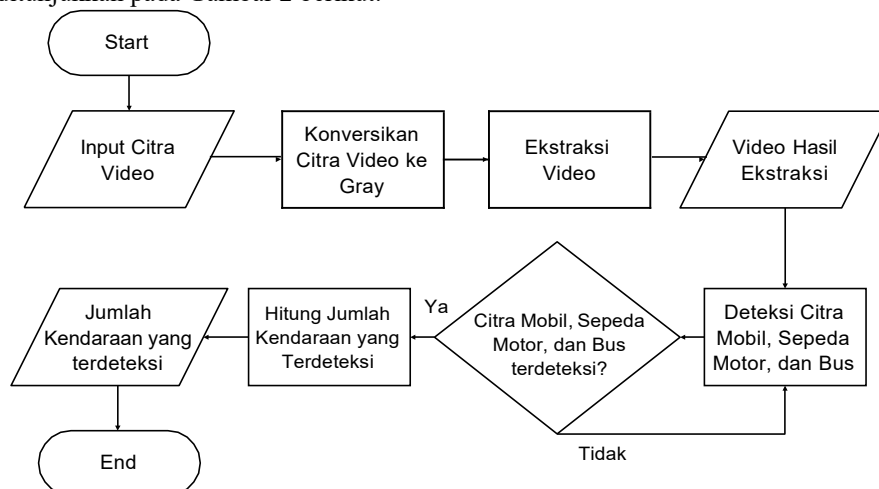 Start
Input Citra
Video
Konversikan
Citra Video ke
Gray
Ekstraksi
Video
Video Hasil
Ekstraksi
Deteksi Citra
Mobil, Sepeda
Motor, dan Bus
Citra Mobil, Sepeda
Motor, dan Bus
terdeteksi?
Ya
Tidak
Hitung Jumlah
Kendaraan yang
Terdeteksi
Jumlah
Kendaraan yang
terdeteksi
End